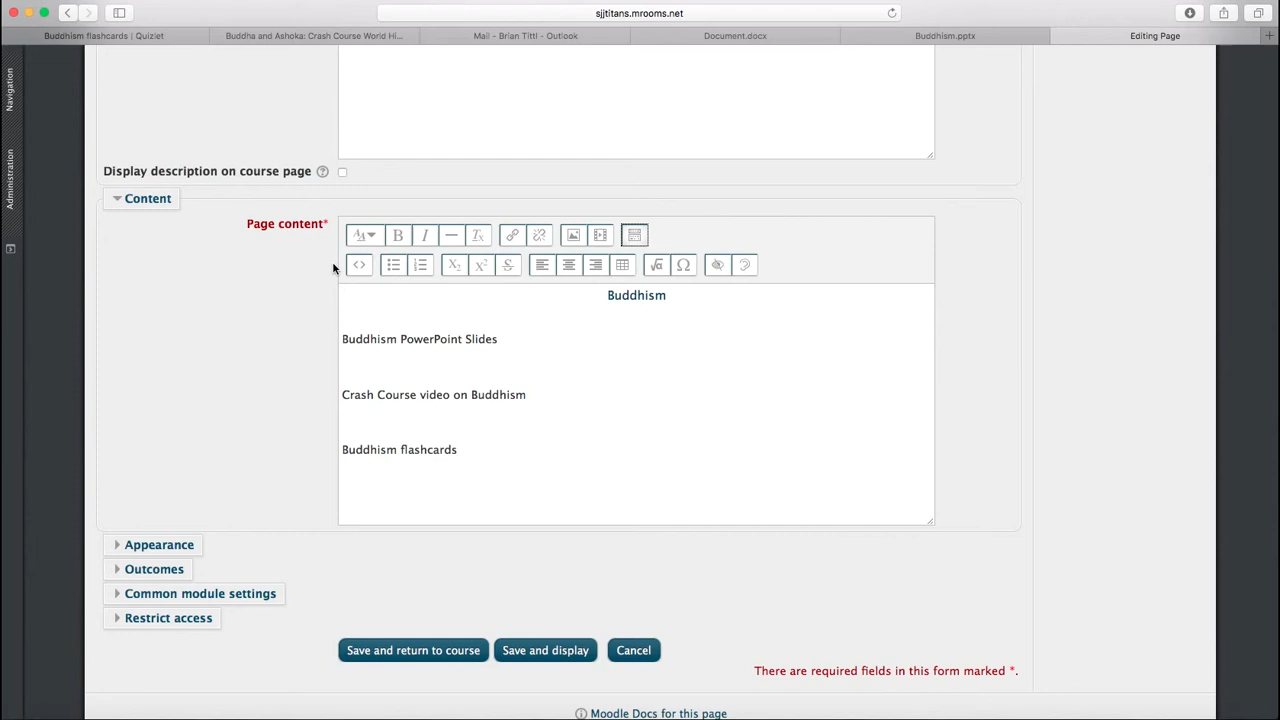 sjjtitans.mrooms.net
Buddhism flashcards | Quizlet
Buddha and Ashoka: Crash Course World Hi...
Mail - Brian Tittl - Outlook
Document.docx
Buddhism.pptx
Editing Page
Navigation
Administration
Display description on course page
Content
Page content*
Buddhism
Buddhism PowerPoint Slides
Crash Course video on Buddhism
Buddhism flashcards
Appearance
Outcomes
Common module settings
Restrict access
Save and return to course Save and display Cancel
There are required fields in this form marked *.
Moodle Docs for this page